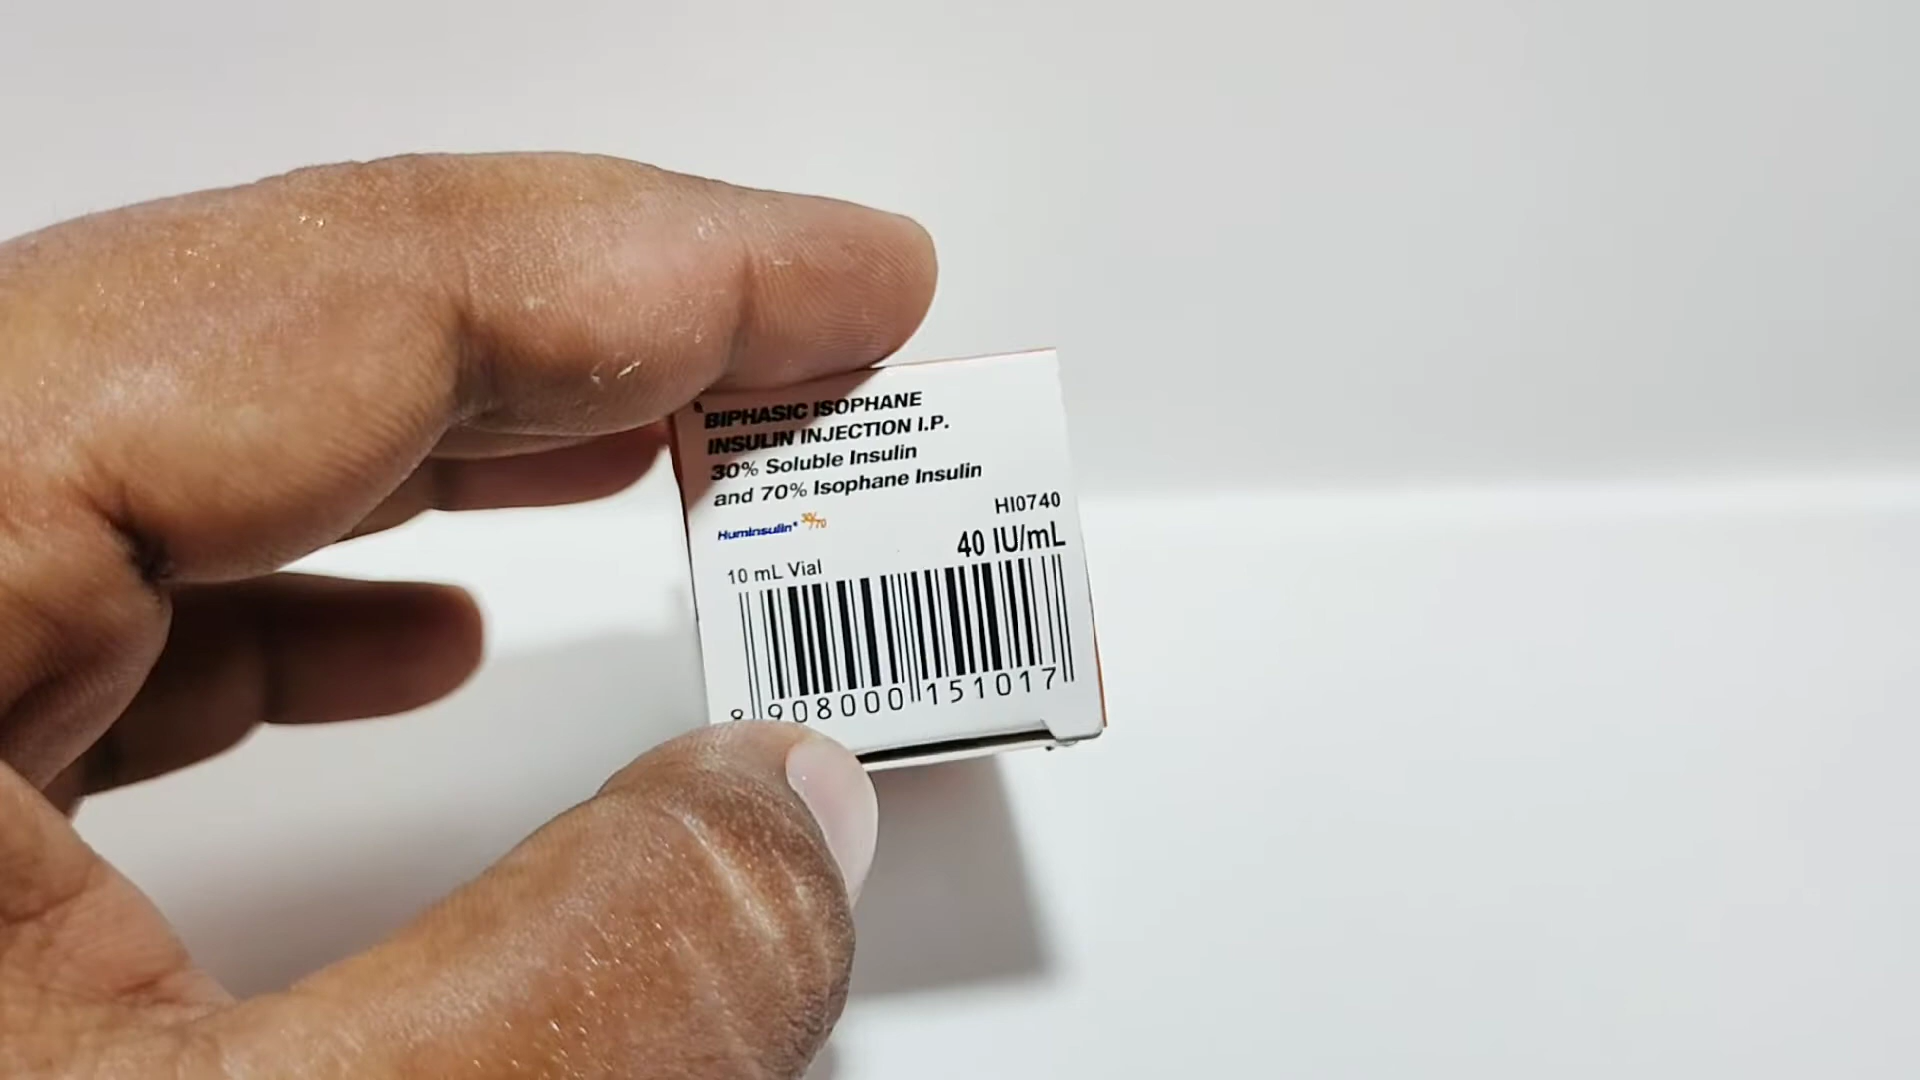 BIPHASIC ISOPHANE
INSULIN INJECTION I.P.
30% Soluble Insulin
and 70% Isophane Insulin
HI0740
Huminsulin® 30/70
40 IU/mL
10 mL Vial
8 908000 151017